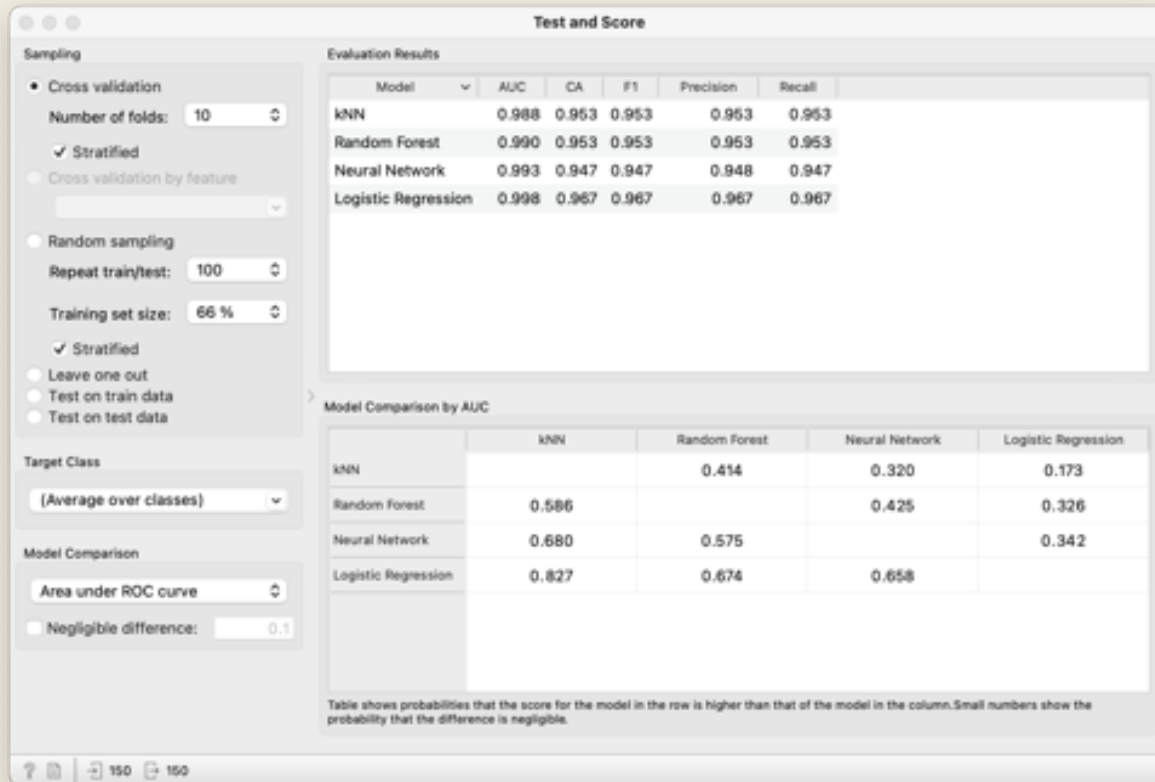 Test and Score
Sampling
Cross validation
Number of folds: 10
Stratified
Cross validation by feature
Random sampling
Repeat train/test: 100
Training set size: 66 %
Stratified
Leave one out
Test on train data
Test on test data
Target Class
(Average over classes)
Model Comparison
Area under ROC curve
Negligible difference: 0.1
Evaluation Results
Model AUC CA F1 Precision Recall
kNN 0.988 0.953 0.953 0.953 0.953
Random Forest 0.990 0.953 0.953 0.953 0.953
Neural Network 0.993 0.947 0.947 0.948 0.947
Logistic Regression 0.998 0.967 0.967 0.967 0.967
Model Comparison by AUC
kNN Random Forest Neural Network Logistic Regression
kNN 0.414 0.320 0.173
Random Forest 0.586 0.425 0.326
Neural Network 0.680 0.575 0.342
Logistic Regression 0.827 0.674 0.658
Table shows probabilities that the score for the model in the row is higher than that of the model in the column.Small numbers show the
probability that the difference is negligible.
? 150 150